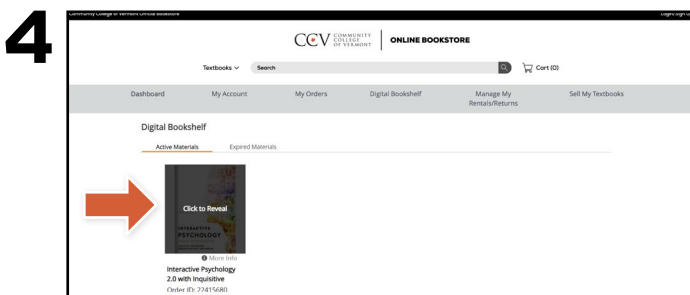 4
Community College of Vermont Official Bookstore
Login/Sign U
CCV COMMUNITY COLLEGE OF VERMONT ONLINE BOOKSTORE
Textbooks Search Cart (0)
Dashboard My Account My Orders Digital Bookshelf Manage My Rentals/Returns Sell My Textbooks
Digital Bookshelf
Active Materials Expired Materials
Click to Reveal
INTERACTIVE
PSYCHOLOGY
More Info
Interactive Psychology
2.0 with Inquisitive
Order ID: 22415680